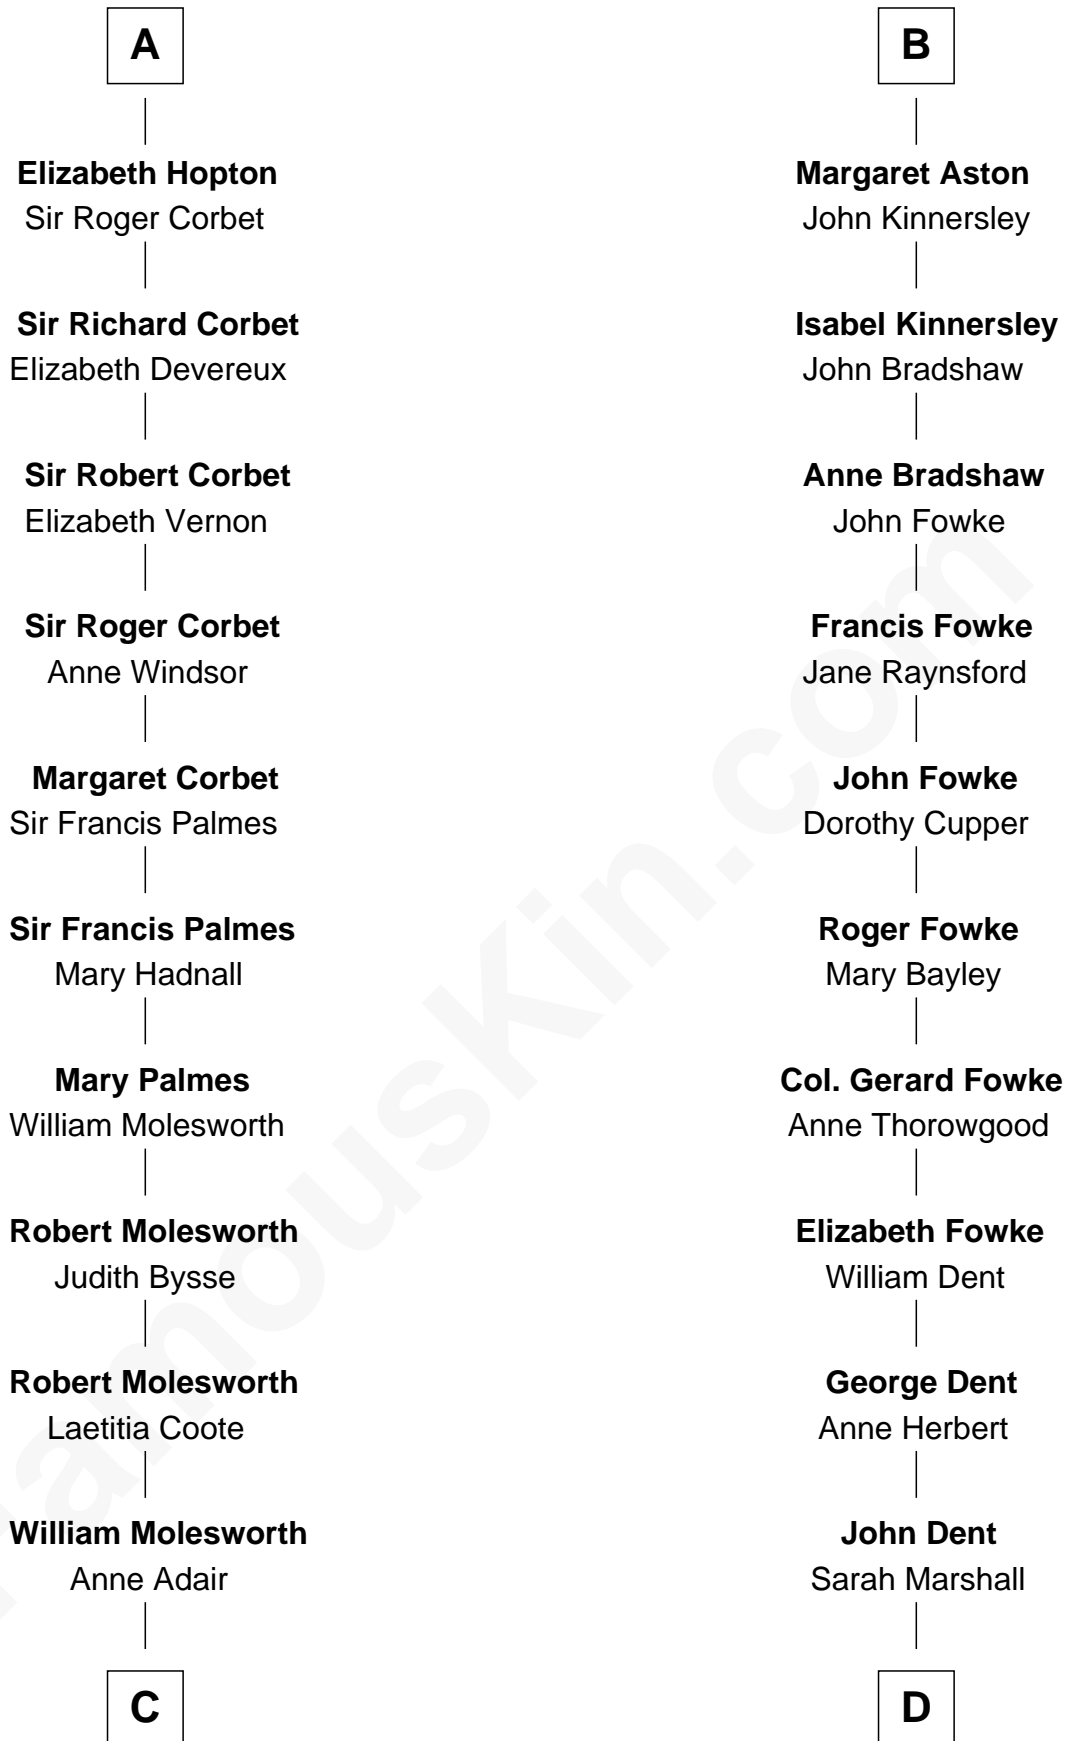 A
Elizabeth Hopton
Sir Roger Corbet
Sir Richard Corbet
Elizabeth Devereux
Sir Robert Corbet
Elizabeth Vernon
Sir Roger Corbet
Anne Windsor
Margaret Corbet
Sir Francis Palmes
Sir Francis Palmes
Mary Hadnall
Mary Palmes
William Molesworth
Robert Molesworth
Judith Bysse
Robert Molesworth
Laetitia Coote
William Molesworth
Anne Adair
C
B
Margaret Aston
John Kinnersley
Isabel Kinnersley
John Bradshaw
Anne Bradshaw
John Fowke
Francis Fowke
Jane Raynsford
John Fowke
Dorothy Cupper
Roger Fowke
Mary Bayley
Col. Gerard Fowke
Anne Thorowgood
Elizabeth Fowke
William Dent
George Dent
Anne Herbert
John Dent
Sarah Marshall
D
FamousKin.com